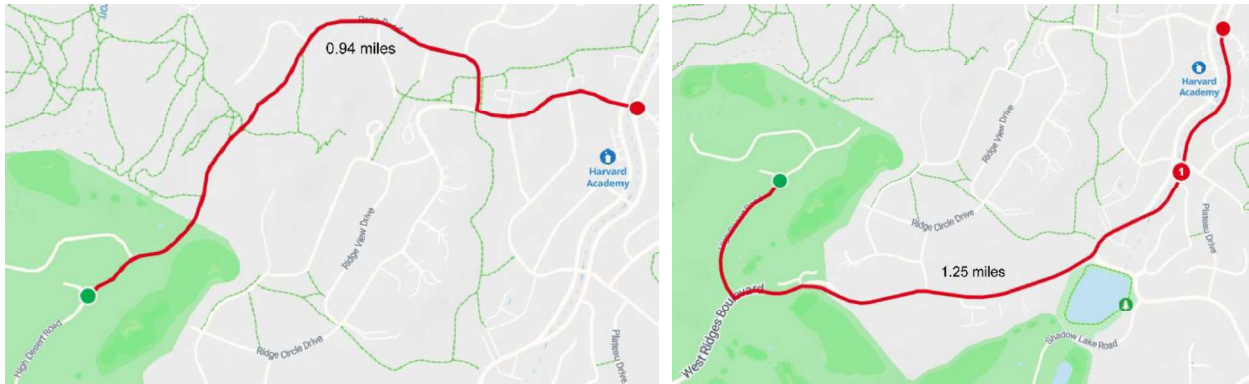 0.94 miles
Harvard
Academy
Ridge View Drive
Ridge Circle Drive
High Desert Road
Plateau Drive
Harvard
Academy
Ridge View Drive
1
Ridge Circle Drive
Plateau Drive
1.25 miles
West Ridges Boulevard
Shadow Lake Road